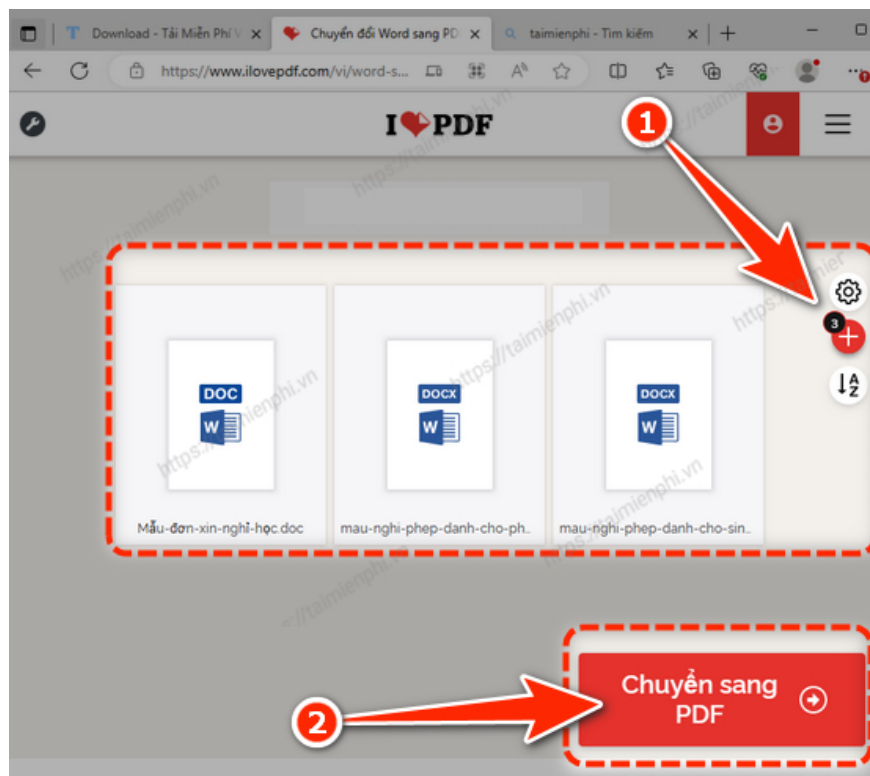 Download - Tải Miễn Phí V
Chuyển đổi Word sang PD
taimienphi - Tìm kiếm
https://www.ilovepdf.com/vi/word-s...
I PDF
1
https://taimienphi.vn
3
DOC
W
DOCX
W
DOCX
W
A
Z
Mẫu-đơn-xin-nghỉ-học.doc
mau-nghi-phep-danh-cho-ph...
mau-nghi-phep-danh-cho-sin...
2
Chuyển sang
PDF